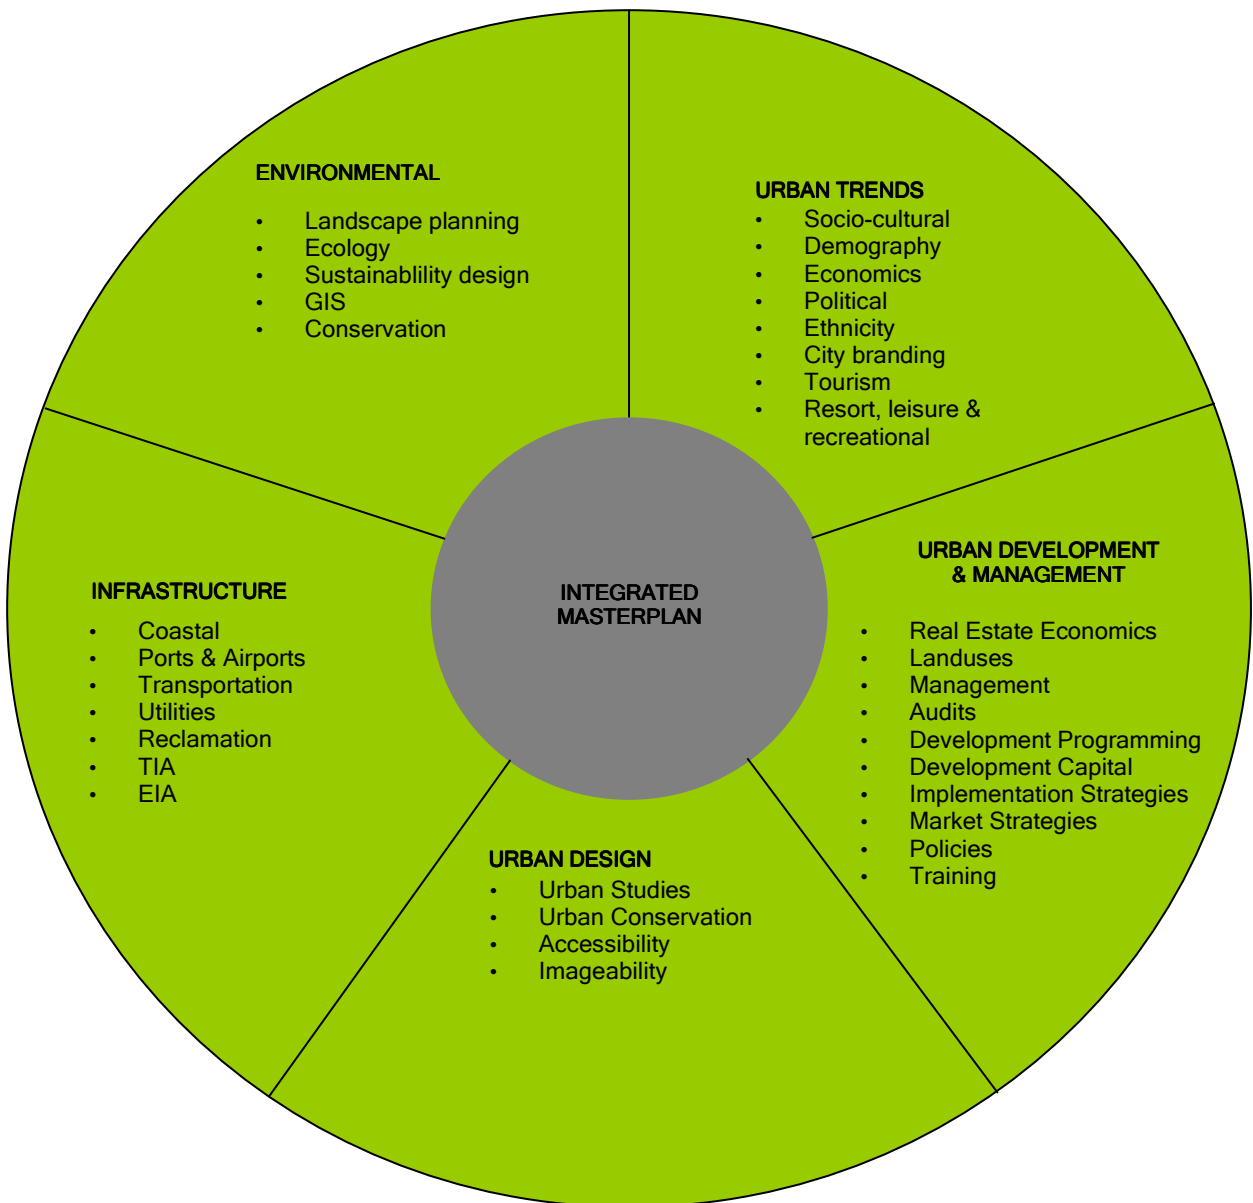 ENVIRONMENTAL
• Landscape planning
• Ecology
• Sustainablility design
• GIS
• Conservation
URBAN TRENDS
• Socio-cultural
• Demography
• Economics
• Political
• Ethnicity
• City branding
• Tourism
• Resort, leisure &
recreational
URBAN DEVELOPMENT
& MANAGEMENT
• Real Estate Economics
• Landuses
• Management
• Audits
• Development Programming
• Development Capital
• Implementation Strategies
• Market Strategies
• Policies
• Training
INTEGRATED
MASTERPLAN
INFRASTRUCTURE
• Coastal
• Ports & Airports
• Transportation
• Utilities
• Reclamation
• TIA
• EIA
URBAN DESIGN
• Urban Studies
• Urban Conservation
• Accessibility
• Imageability